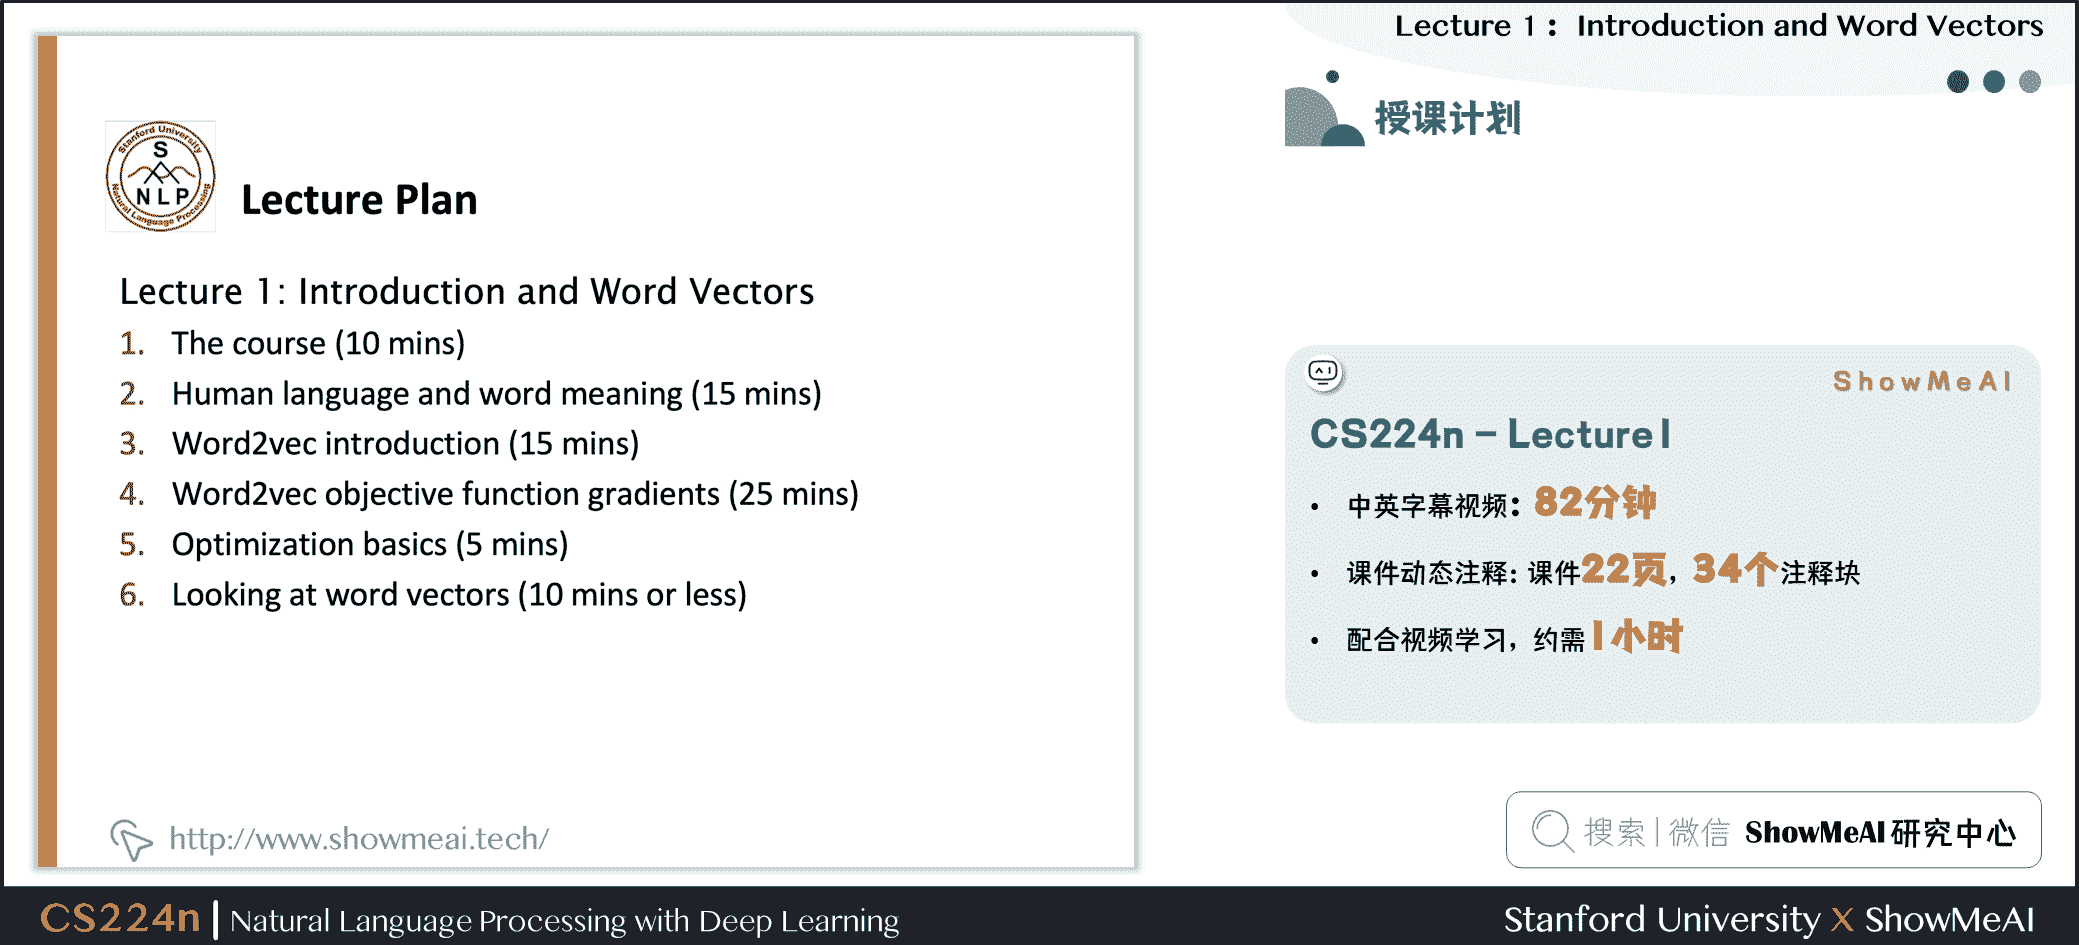 Lecture 1： Introduction and Word Vectors
授课计划
Stanford University
S
NLP
Natural Language Processing
Lecture Plan
Lecture 1: Introduction and Word Vectors
1. The course (10 mins)
2. Human language and word meaning (15 mins)
3. Word2vec introduction (15 mins)
4. Word2vec objective function gradients (25 mins)
5. Optimization basics (5 mins)
6. Looking at word vectors (10 mins or less)
http://www.showmeai.tech/
ShowMeAI
CS224n – Lecture1
• 中英字幕视频：82分钟
• 课件动态注释: 课件22页，34个注释块
• 配合视频学习，约需1小时
搜索|微信 ShowMeAI研究中心
CS224n | Natural Language Processing with Deep Learning
Stanford University X ShowMeAI